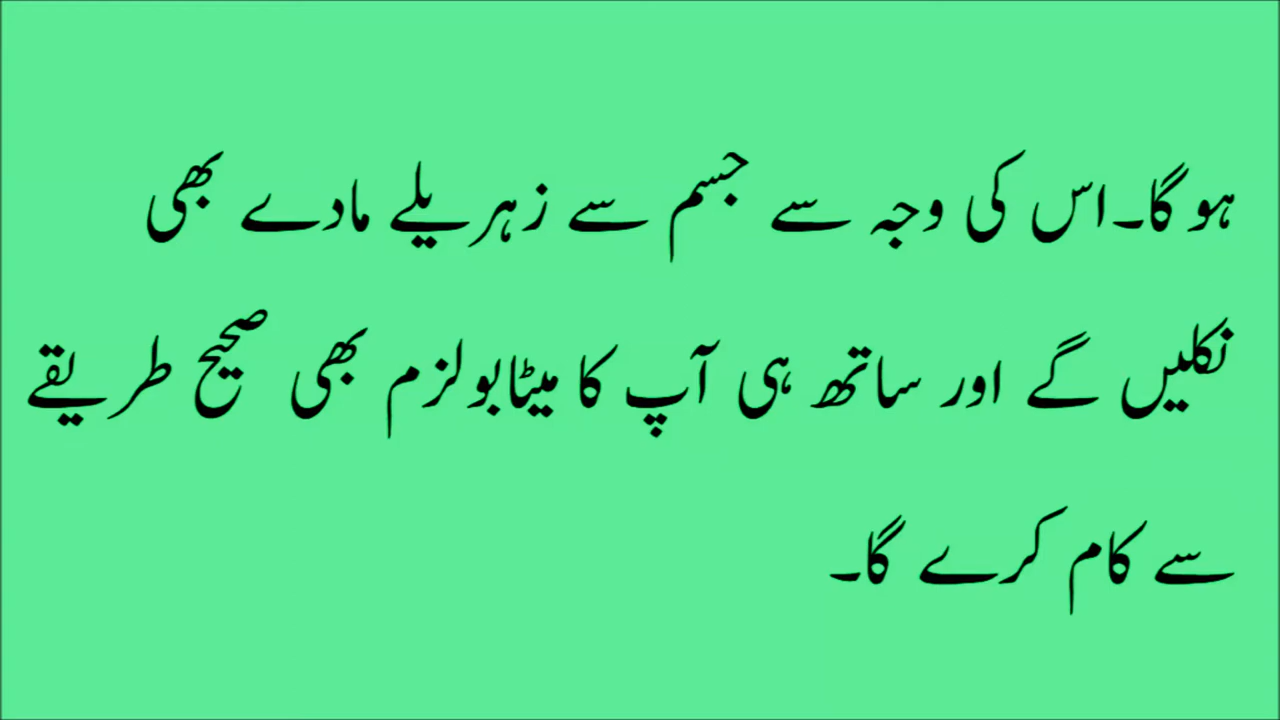 ہو گا۔اس کی وجہ سے جسم سے زہریلے مادے بھی
نکلیں گے اور ساتھ ہی آپ کا میٹابولزم بھی صحیح طریقے
سے کام کرے گا۔